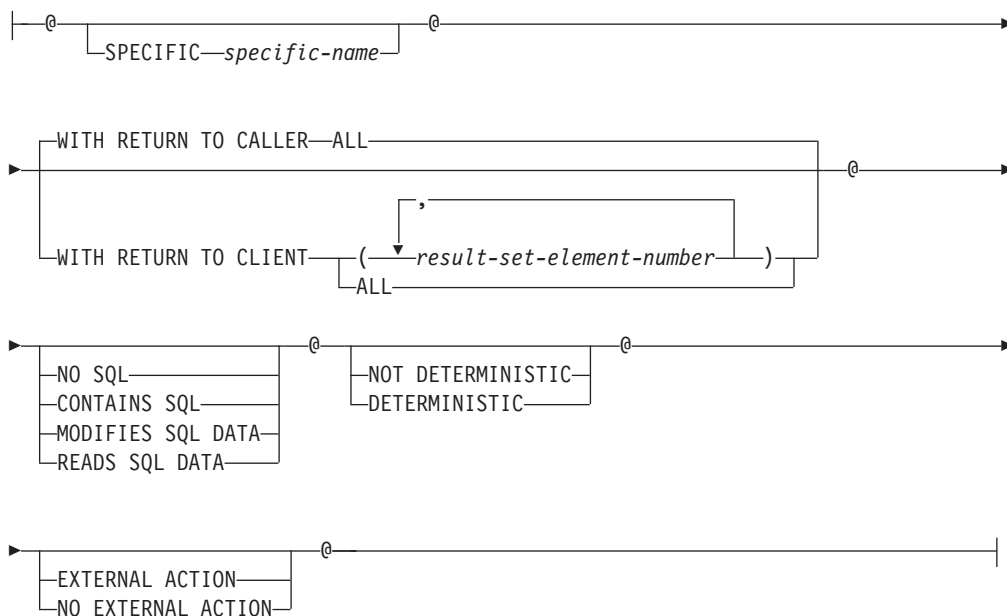 @ @
SPECIFIC specific-name
WITH RETURN TO CALLER ALL
@
,
WITH RETURN TO CLIENT ( result-set-element-number )
ALL
@ @
NO SQL NOT DETERMINISTIC
CONTAINS SQL DETERMINISTIC
MODIFIES SQL DATA
READS SQL DATA
@
EXTERNAL ACTION
NO EXTERNAL ACTION